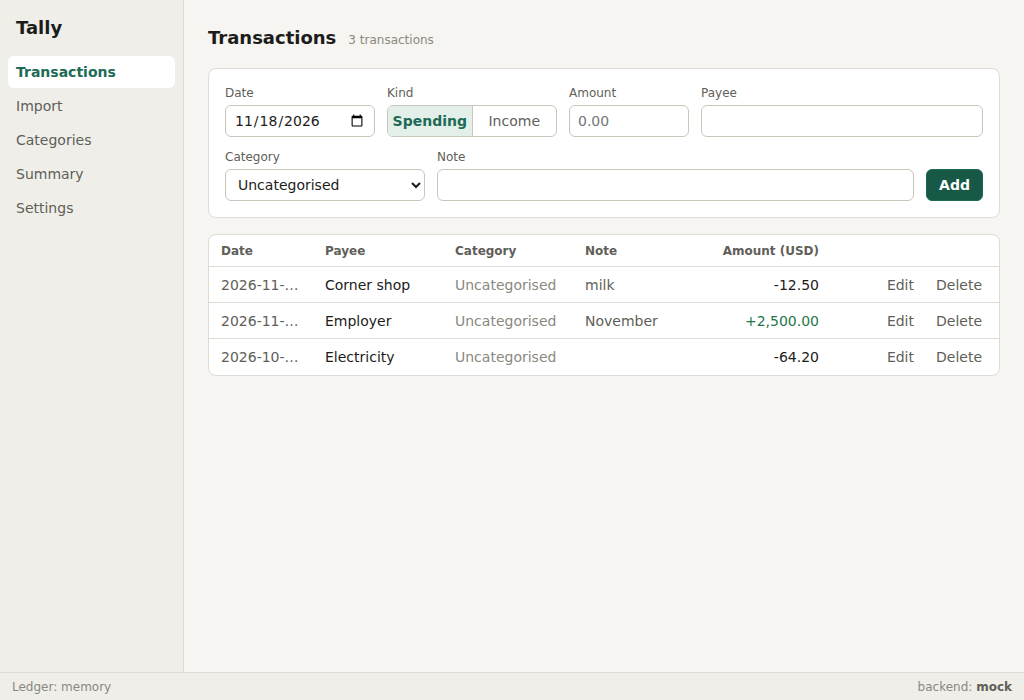 Tally
Transactions
Import
Categories
Summary
Settings
Transactions 3 transactions
Date Kind Amount Payee
11/18/2026 Spending Income 0.00
Category Note
Uncategorised Add
Date Payee Category Note Amount (USD)
2026-11-... Corner shop Uncategorised milk -12.50 Edit Delete
2026-11-... Employer Uncategorised November +2,500.00 Edit Delete
2026-10-... Electricity Uncategorised -64.20 Edit Delete
Ledger: memory backend: mock